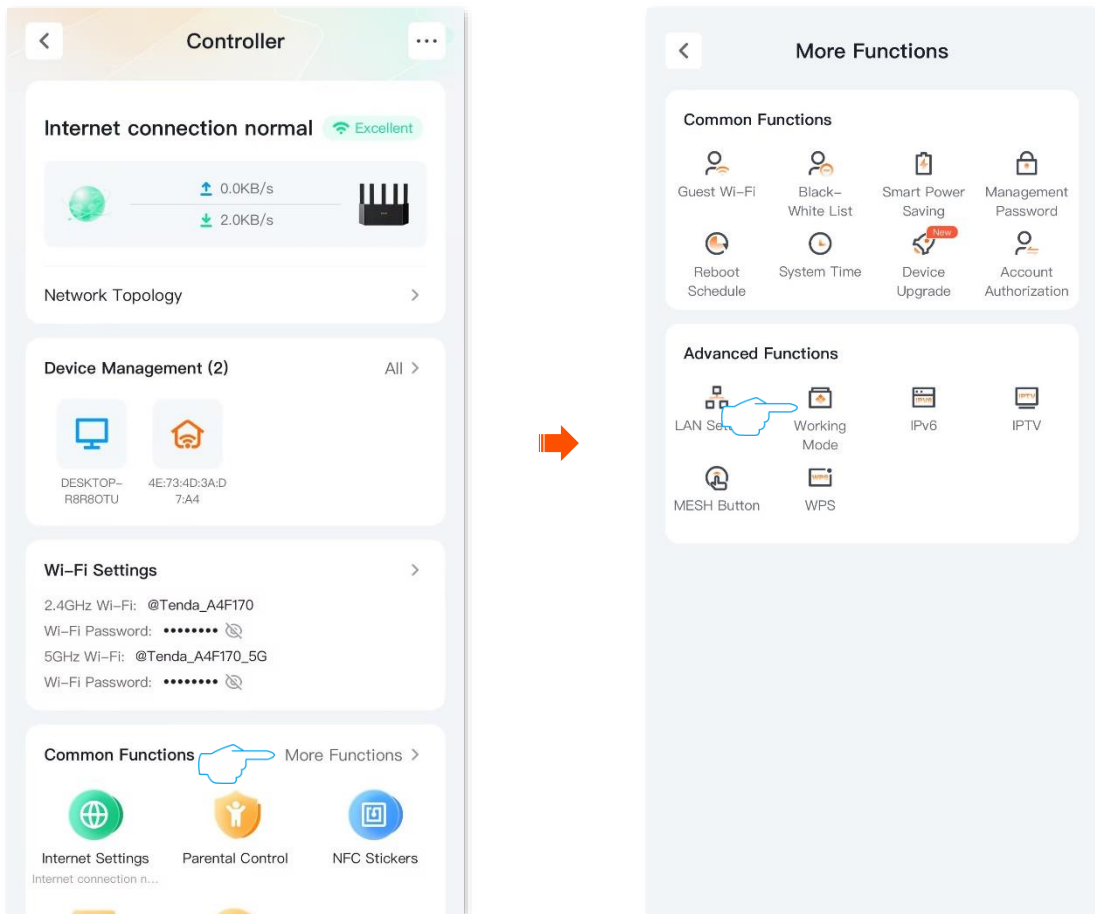 Controller
Internet connection normal
Excellent
0.0KB/s
2.0KB/s
Network Topology
Device Management (2)
All
DESKTOP-
R8R8OTU
4E:73:4D:3A:D
7:A4
Wi-Fi Settings
2.4GHz Wi-Fi: @Tenda_A4F170
Wi-Fi Password: ••••••••
5GHz Wi-Fi: @Tenda_A4F170_5G
Wi-Fi Password: ••••••••
Common Functions
More Functions
Internet Settings
Internet connection n...
Parental Control
NFC Stickers
More Functions
Common Functions
Guest Wi-Fi
Black-
White List
Smart Power
Saving
Management
Password
Reboot
Schedule
System Time
New
Device
Upgrade
Account
Authorization
Advanced Functions
LAN
Working
Mode
IPv6
IPv6
IPTV
IPTV
MESH Button
WPS
WPS